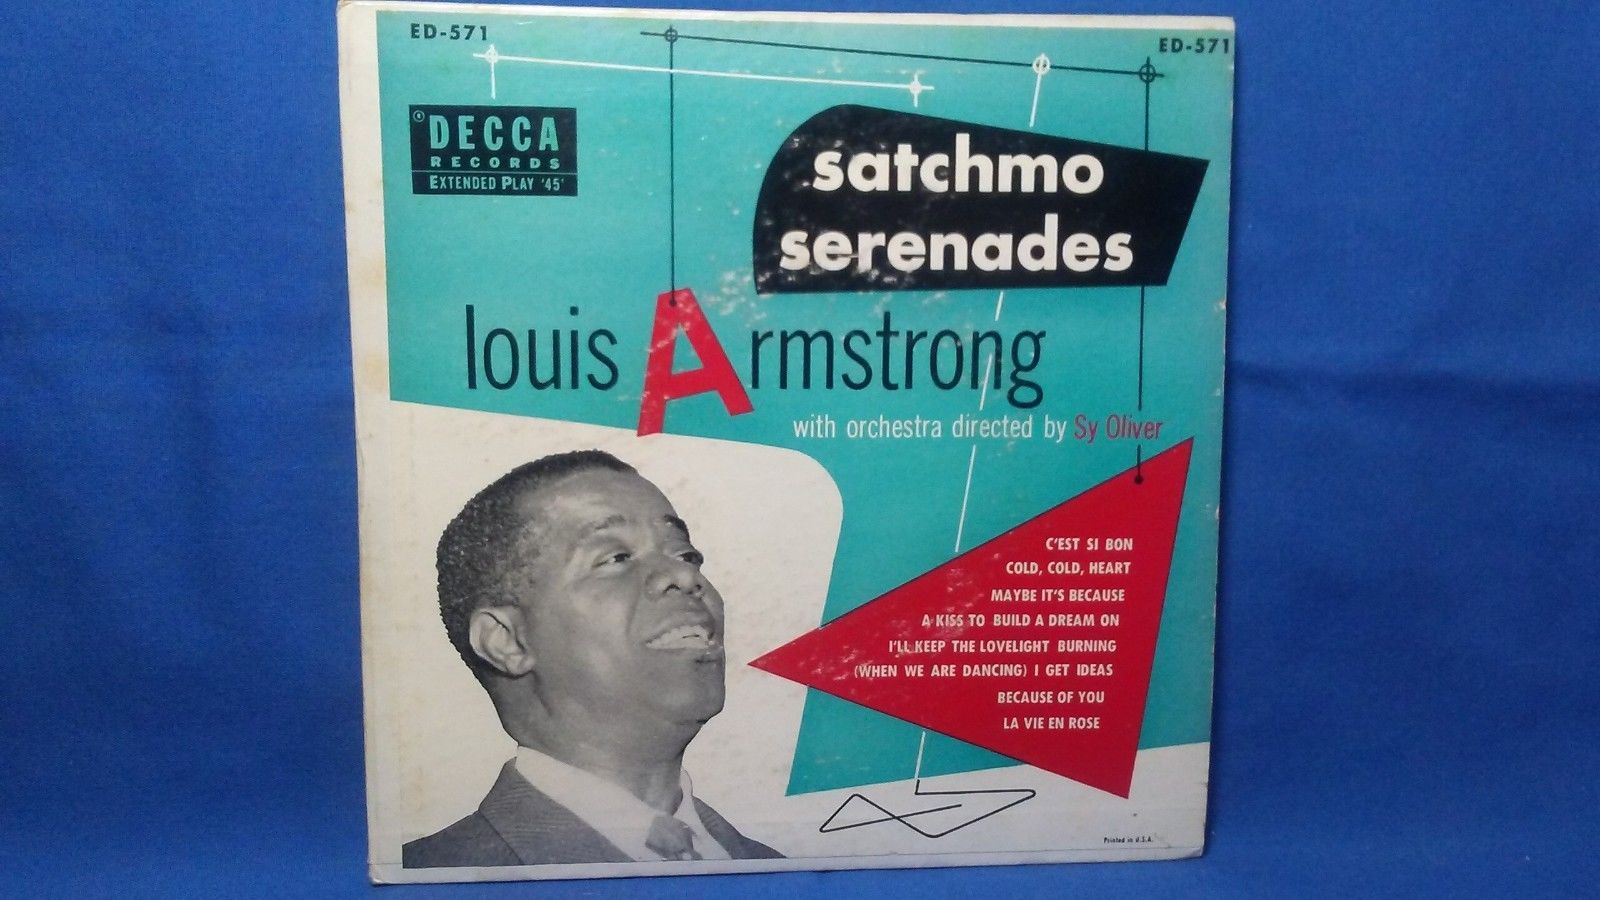 ED-571
ED-571
© DECCA
RECORDS
EXTENDED PLAY '45'
satchmo
serenades
louis Armstrong
with orchestra directed by Sy Oliver
C'EST SI BON
COLD, COLD, HEART
MAYBE IT'S BECAUSE
A KISS TO BUILD A DREAM ON
I'LL KEEP THE LOVELIGHT BURNING
(WHEN WE ARE DANCING) I GET IDEAS
BECAUSE OF YOU
LA VIE EN ROSE
Printed in U.S.A.